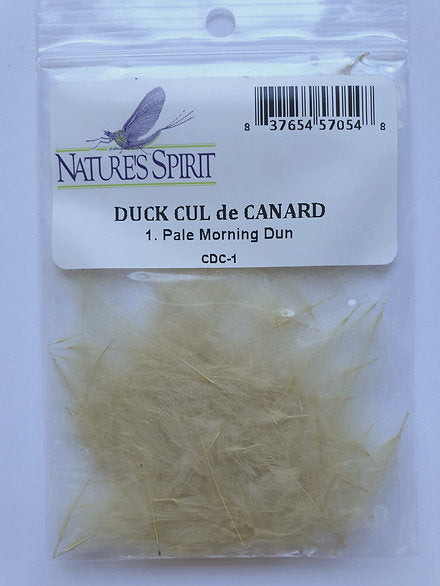 8 37654 57054 8
NATURE'S SPIRIT
DUCK CUL de CANARD
1. Pale Morning Dun
CDC-1